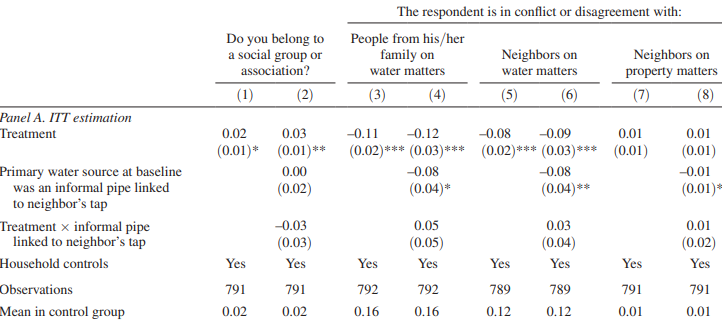 The respondent is in conflict or disagreement with:
Do you belong to a social group or association? People from his/her family on water matters Neighbors on water matters Neighbors on property matters
(1) (2) (3) (4) (5) (6) (7) (8)
Panel A. ITT estimation
Treatment 0.02 0.03 –0.11 –0.12 –0.08 –0.09 0.01 0.01
(0.01)* (0.01)** (0.02)*** (0.03)*** (0.02)*** (0.03)*** (0.01) (0.01)
Primary water source at baseline 0.00 –0.08 –0.08 –0.01
was an informal pipe linked (0.02) (0.04)* (0.04)** (0.01)*
to neighbor's tap
Treatment × informal pipe –0.03 0.05 0.03 0.01
linked to neighbor's tap (0.03) (0.05) (0.04) (0.02)
Household controls Yes Yes Yes Yes Yes Yes Yes Yes
Observations 791 791 792 792 789 789 791 791
Mean in control group 0.02 0.02 0.16 0.16 0.12 0.12 0.01 0.01